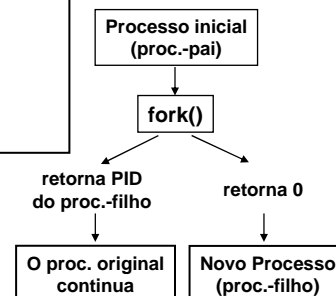 Processo inicial
(proc.-pai)
fork()
retorna PID
do proc.-filho
retorna 0
O proc. original
continua
Novo Processo
(proc.-filho)